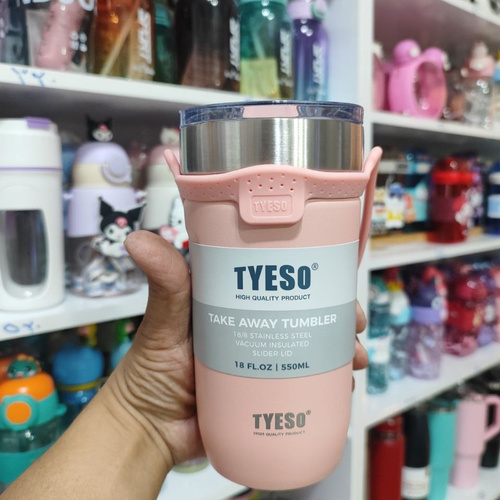 TYESO
TYESO®
HIGH QUALITY PRODUCT
TAKE AWAY TUMBLER
18/8 STAINLESS STEEL
VACUUM INSULATED
SLIDER LID
18 FL.OZ | 550ML
TYESO®
HIGH QUALITY PRODUCT